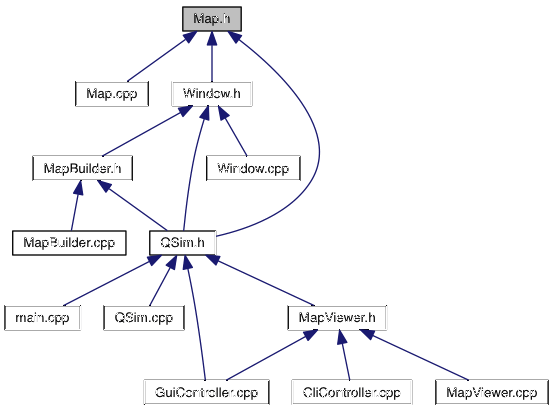 Map.h
Map.cpp
Window.h
MapBuilder.h
Window.cpp
MapBuilder.cpp
QSim.h
main.cpp
QSim.cpp
MapViewer.h
GuiController.cpp
CliController.cpp
MapViewer.cpp